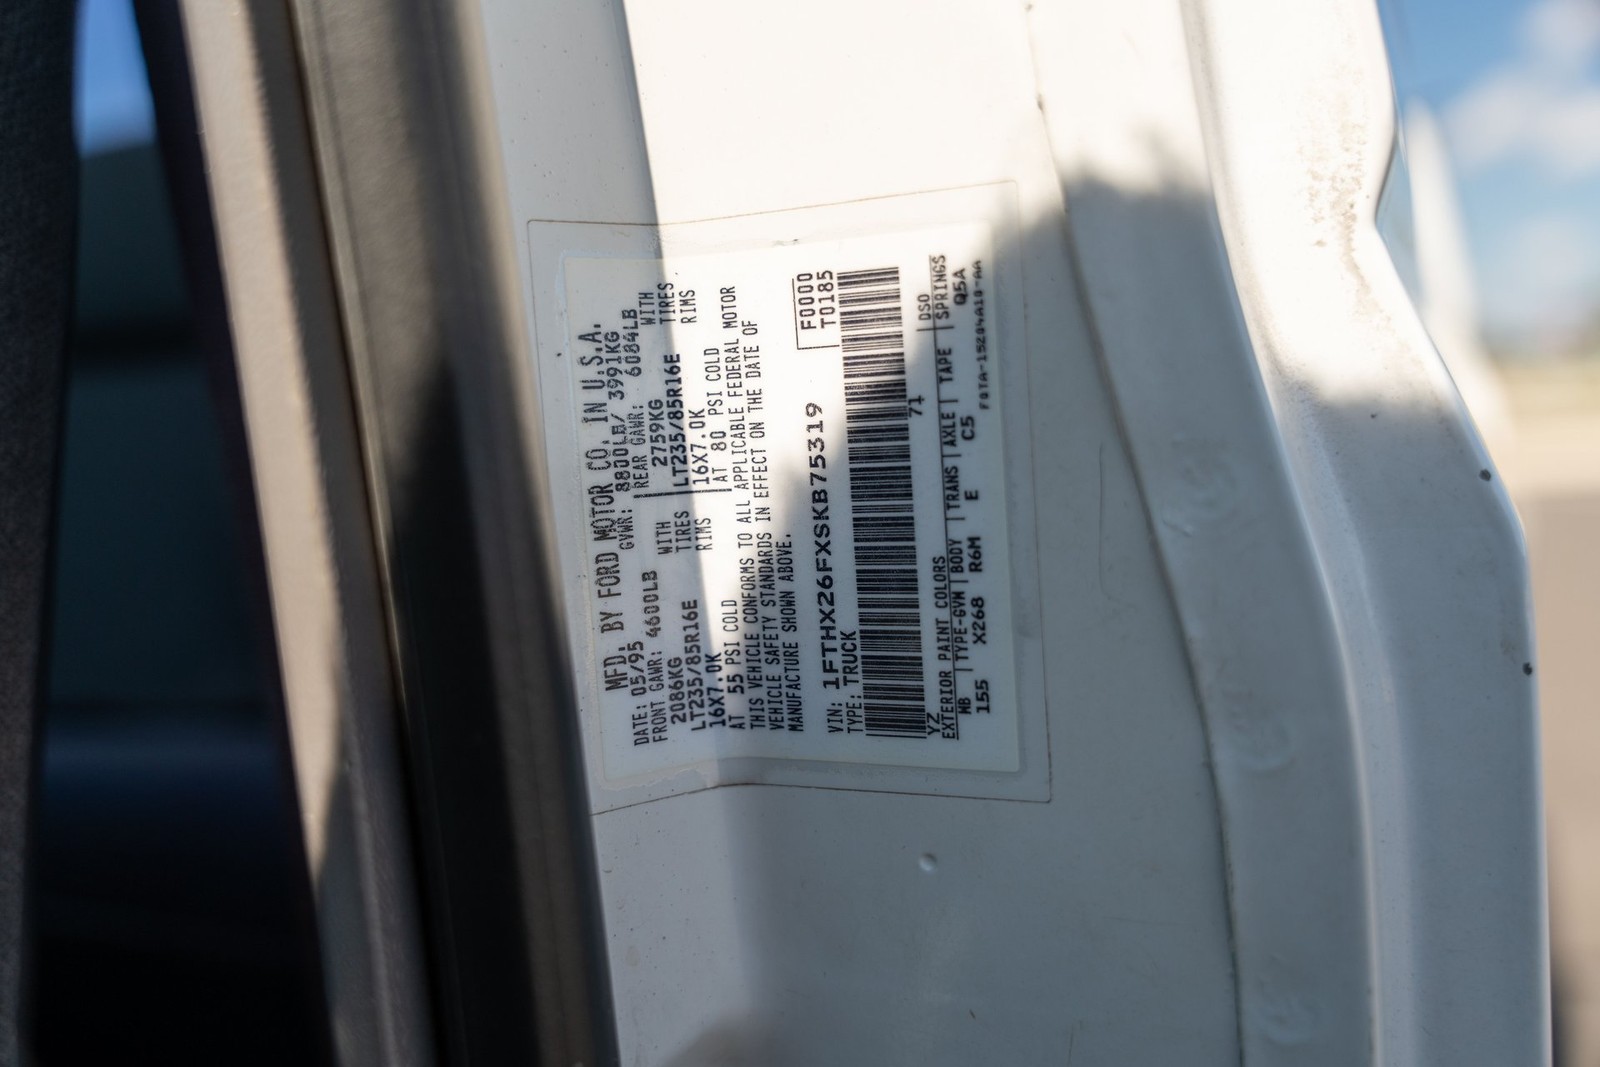 MFD. BY FORD MOTOR CO. IN U.S.A.
DATE: 05/95 GVWR: 8800LB/ 3991KG
FRONT GAWR: 4600LB REAR GAWR: 6084LB
2086KG WITH 2759KG WITH
LT235/85R16E TIRES LT235/85R16E TIRES
16X7.0K RIMS 16X7.0K RIMS
AT 55 PSI COLD AT 80 PSI COLD
THIS VEHICLE CONFORMS TO ALL APPLICABLE FEDERAL MOTOR
VEHICLE SAFETY STANDARDS IN EFFECT ON THE DATE OF
MANUFACTURE SHOWN ABOVE.
F0000
T0185
VIN: 1FTHX26FXSKB75319
TYPE: TRUCK
YZ 71
EXTERIOR PAINT COLORS DSO
WB TYPE-GVM BODY TRANS AXLE TAPE SPRINGS
155 X268 R6M E C5 Q5A